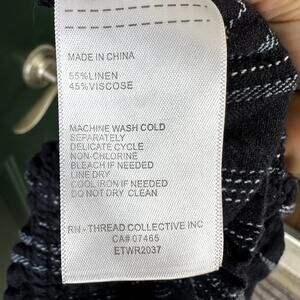 MADE IN CHINA
55%LINEN
45%VISCOSE
MACHINE WASH COLD
SEPARATELY
DELICATE CYCLE
NON-CHLORINE
BLEACH IF NEEDED
LINE DRY
COOL IRON IF NEEDED
DO NOT DRY CLEAN
RN - THREAD COLLECTIVE INC
CA# 07465
ETWR2037